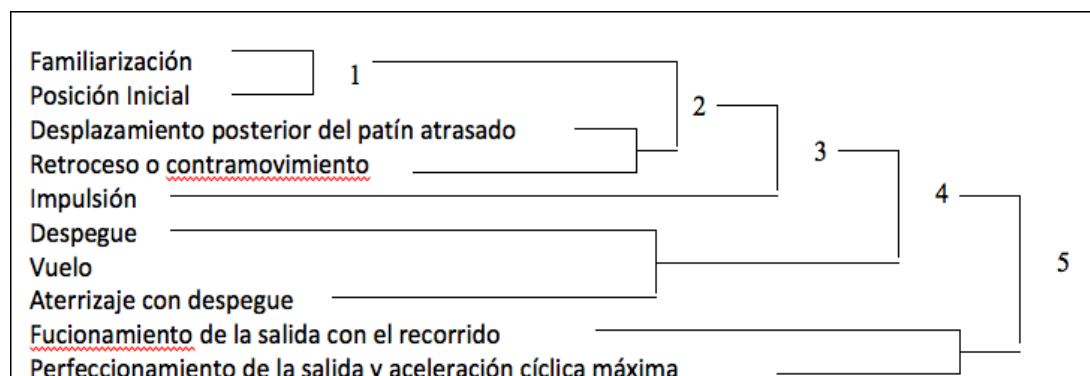 Familiarización
1
Posición Inicial
2
Desplazamiento posterior del patín atrasado
3
Retroceso o contramovimiento
Impulsión
4
Despegue
Vuelo
5
Aterrizaje con despegue
Fucionamiento de la salida con el recorrido
Perfeccionamiento de la salida y aceleración cíclica máxima